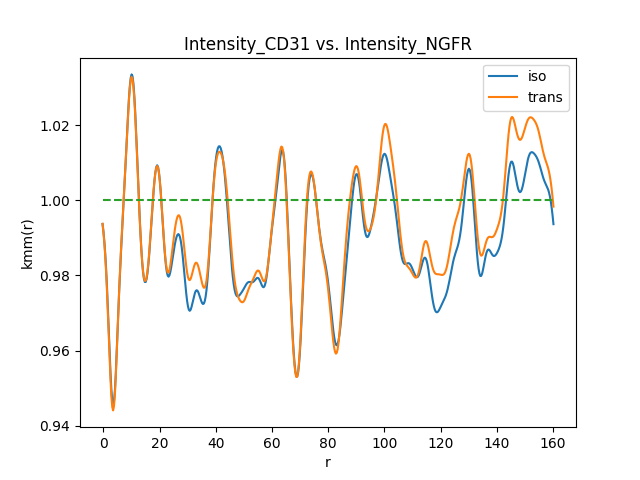 Intensity_CD31 vs. Intensity_NGFR
iso
trans
1.02
1.00
0.98
0.96
0.94
kmm(r)
0 20 40 60 80 100 120 140 160
r